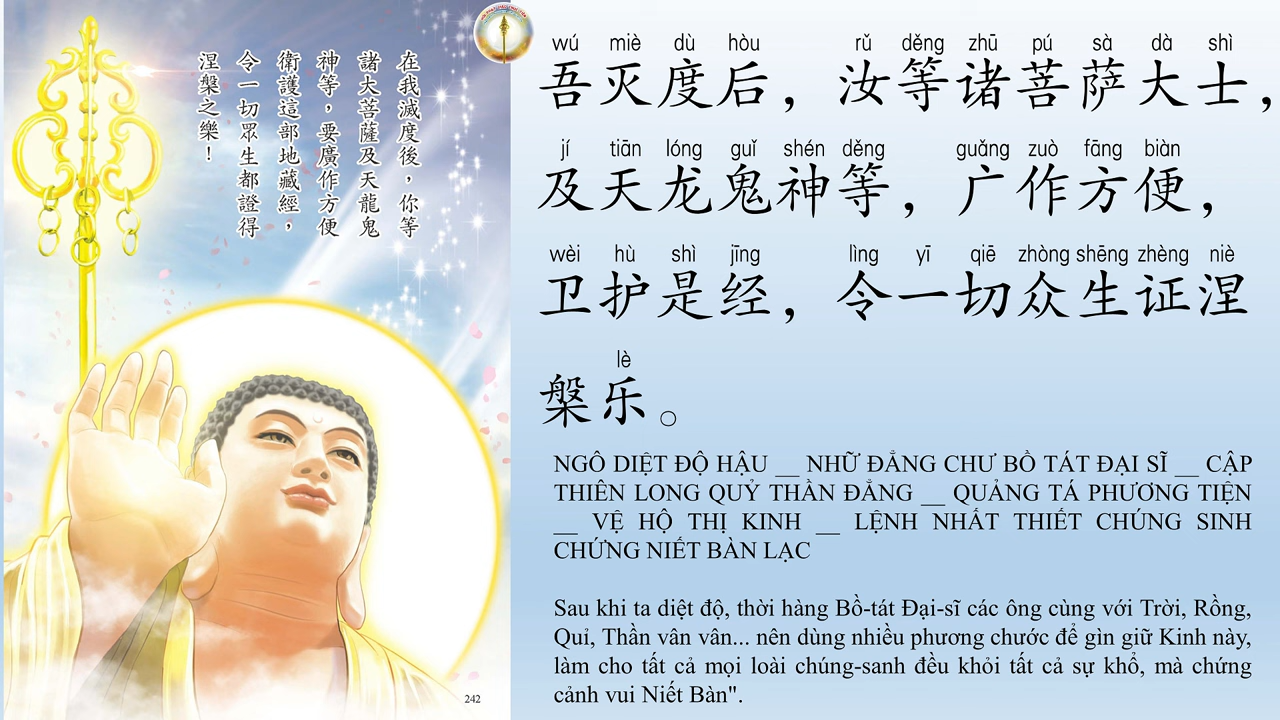 在我滅度後，你等
諸大菩薩及天龍鬼
神等，要廣作方便
衛護這部地藏經，
令一切眾生都證得
涅槃之樂！
242
wú miè dù hòu rǔ děng zhū pú sà dà shì
吾灭度后，汝等诸菩萨大士，
jí tiān lóng guǐ shén děng guǎng zuò fāng biàn
及天龙鬼神等，广作方便，
wèi hù shì jīng lìng yī qiē zhòng shēng zhèng niè
卫护是经，令一切众生证涅
lè
槃乐。
NGÔ DIỆT ĐỘ HẬU __ NHỮ ĐẲNG CHƯ BỒ TÁT ĐẠI SĨ __ CẬP
THIÊN LONG QUỶ THẦN ĐẲNG __ QUẢNG TÁ PHƯƠNG TIỆN
__ VỆ HỘ THỊ KINH __ LỆNH NHẤT THIẾT CHÚNG SINH
CHỨNG NIẾT BÀN LẠC
Sau khi ta diệt độ, thời hàng Bồ-tát Đại-sĩ các ông cùng với Trời, Rồng,
Quỉ, Thần vân vân... nên dùng nhiều phương chước để gìn giữ Kinh này,
làm cho tất cả mọi loài chúng-sanh đều khỏi tất cả sự khổ, mà chứng
cảnh vui Niết Bàn".